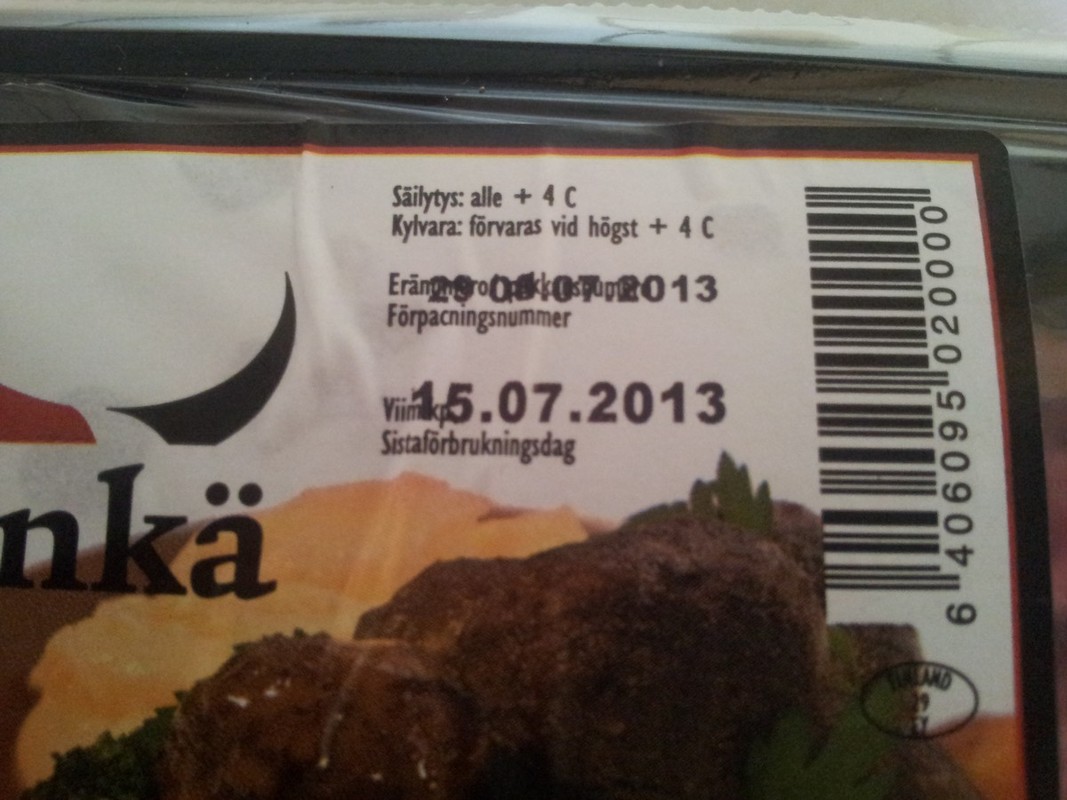 Säilytys: alle + 4 C
Kylvara: förvaras vid högst + 4 C
.07.2013
Förpacningsnummer
15.07.2013
Sistaförbrukningsdag
nkä
6 406095 020000
FINLAND